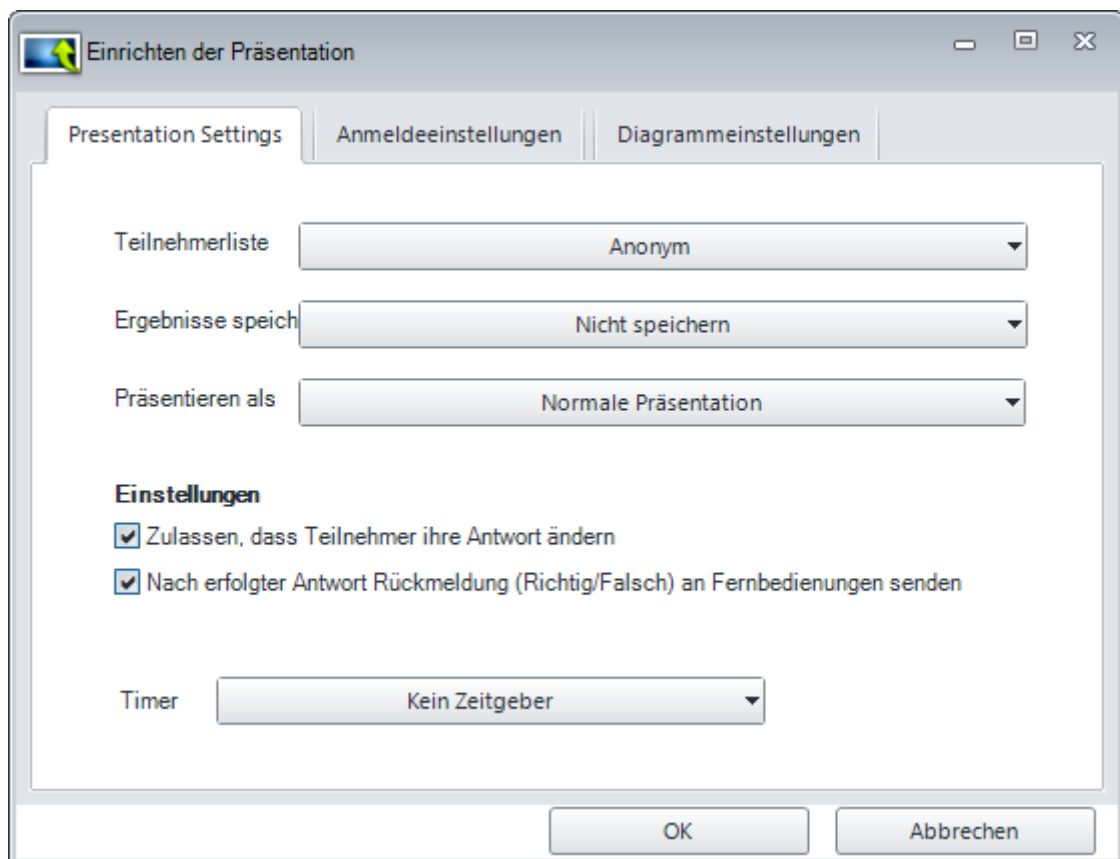 Einrichten der Präsentation
Presentation Settings Anmeldeeinstellungen Diagrammeinstellungen
Teilnehmerliste Anonym
Ergebnisse speich Nicht speichern
Präsentieren als Normale Präsentation
Einstellungen
Zulassen, dass Teilnehmer ihre Antwort ändern
Nach erfolgter Antwort Rückmeldung (Richtig/Falsch) an Fernbedienungen senden
Timer Kein Zeitgeber
OK Abbrechen